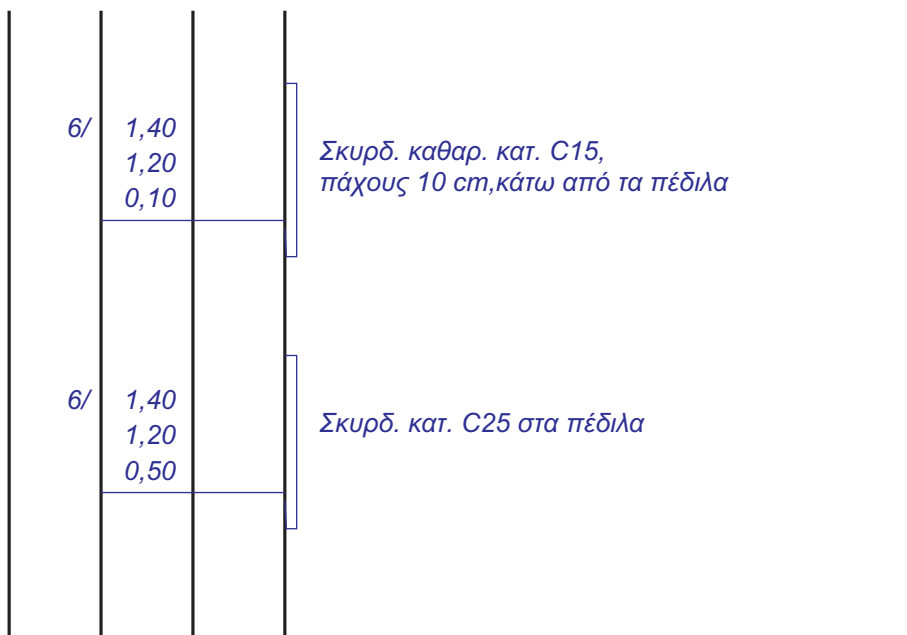 6/ 1,40
1,20
0,10
Σκυρδ. καθαρ. κατ. C15,
πάχους 10 cm,κάτω από τα πέδιλα
6/ 1,40
1,20
0,50
Σκυρδ. κατ. C25 στα πέδιλα